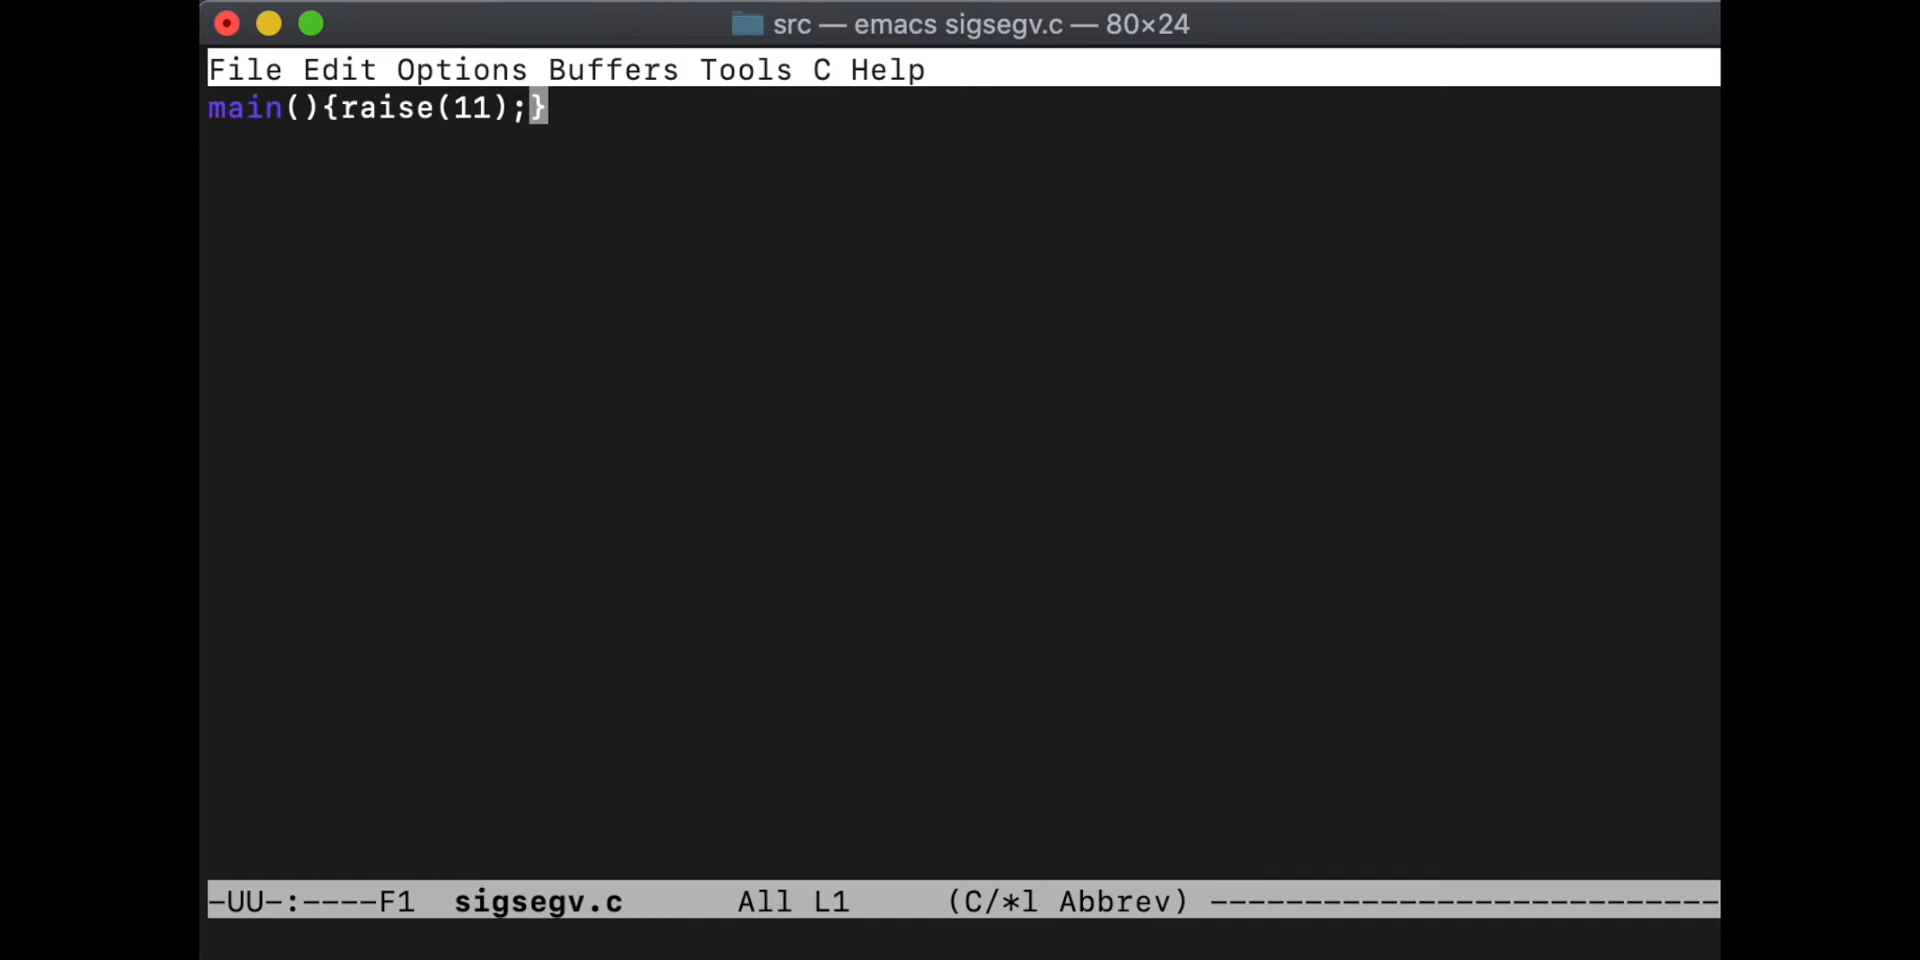 src — emacs sigsegv.c — 80×24
File Edit Options Buffers Tools C Help
main(){raise(11);}
-UU-:----F1  sigsegv.c      All L1     (C/*l Abbrev) ---------------------------